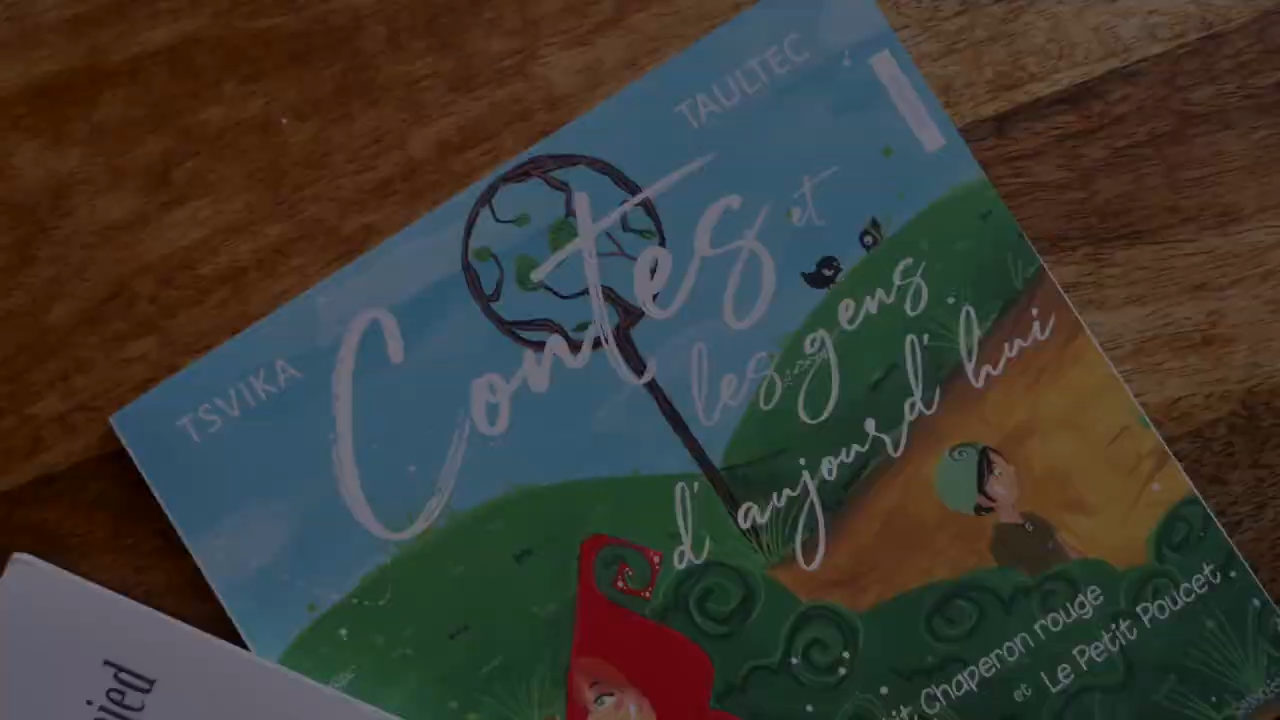 TSVIKA TAULTEC
Contes et
les gens
d'aujourd'hui
Chaperon rouge
et Le Petit Poucet